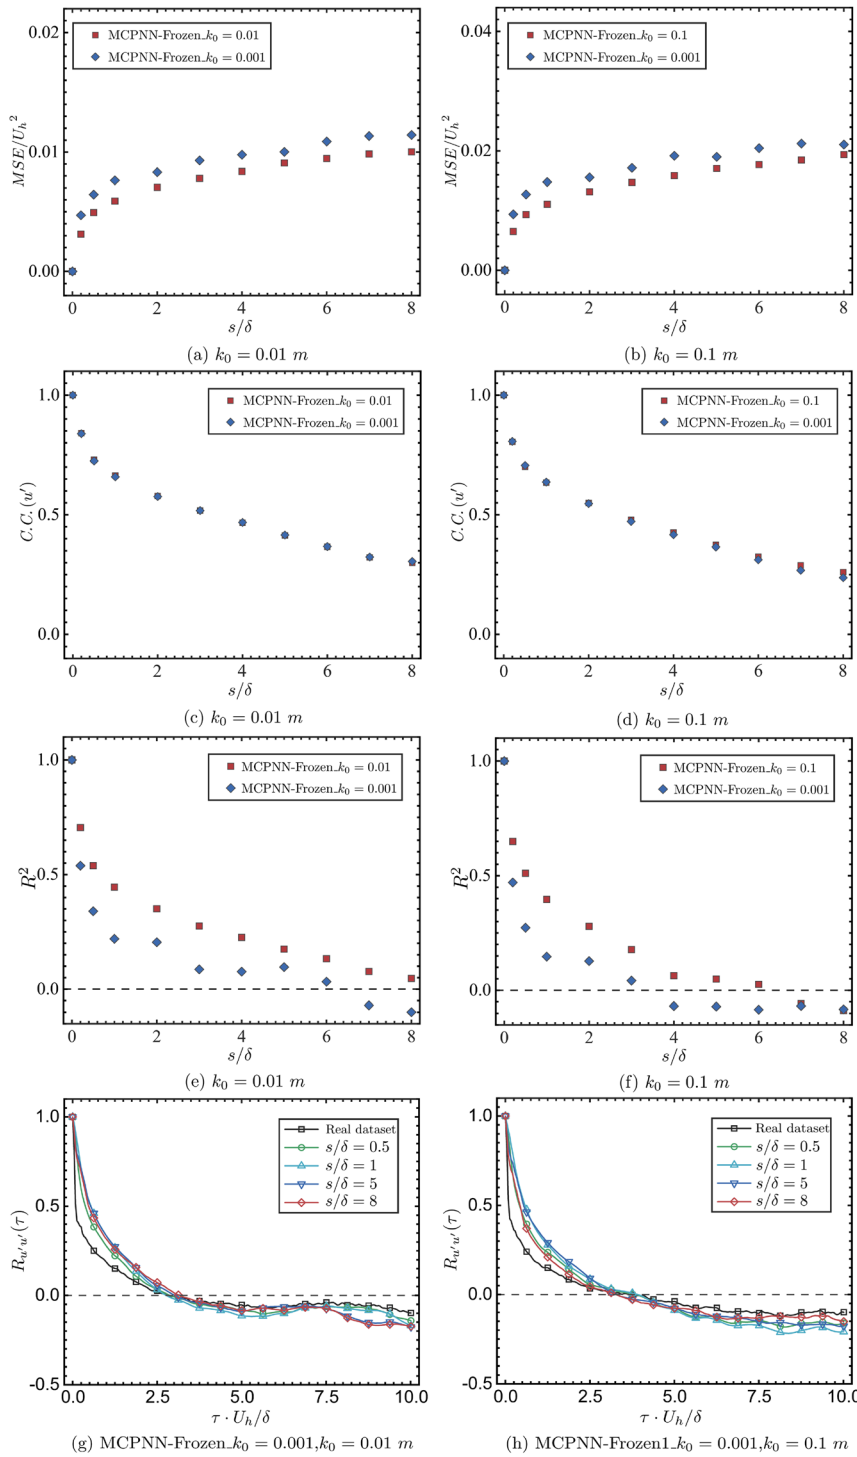 0.02
MCPNN-Frozen_k0 = 0.01
MCPNN-Frozen_k0 = 0.001
0.01
0.00
MSE/Uh2
0 2 4 6 8
s/δ
(a) k0 = 0.01 m
0.04
MCPNN-Frozen_k0 = 0.1
MCPNN-Frozen_k0 = 0.001
0.02
0.00
MSE/Uh2
0 2 4 6 8
s/δ
(b) k0 = 0.1 m
1.0
MCPNN-Frozen_k0 = 0.01
MCPNN-Frozen_k0 = 0.001
0.5
0.0
C.C.(u′)
0 2 4 6 8
s/δ
(c) k0 = 0.01 m
1.0
MCPNN-Frozen_k0 = 0.1
MCPNN-Frozen_k0 = 0.001
0.5
0.0
C.C.(u′)
0 2 4 6 8
s/δ
(d) k0 = 0.1 m
1.0
MCPNN-Frozen_k0 = 0.01
MCPNN-Frozen_k0 = 0.001
0.5
0.0
R2
0 2 4 6 8
s/δ
(e) k0 = 0.01 m
1.0
MCPNN-Frozen_k0 = 0.1
MCPNN-Frozen_k0 = 0.001
0.5
0.0
R2
0 2 4 6 8
s/δ
(f) k0 = 0.1 m
1.0
Real dataset
s/δ = 0.5
s/δ = 1
s/δ = 5
s/δ = 8
0.5
0.0
-0.5
Ru′u′(τ)
0.0 2.5 5.0 7.5 10.0
τ · Uh/δ
(g) MCPNN-Frozen_k0 = 0.001,k0 = 0.01 m
1.0
Real dataset
s/δ = 0.5
s/δ = 1
s/δ = 5
s/δ = 8
0.5
0.0
-0.5
Ru′u′(τ)
0.0 2.5 5.0 7.5 10.0
τ · Uh/δ
(h) MCPNN-Frozen1_k0 = 0.001,k0 = 0.1 m